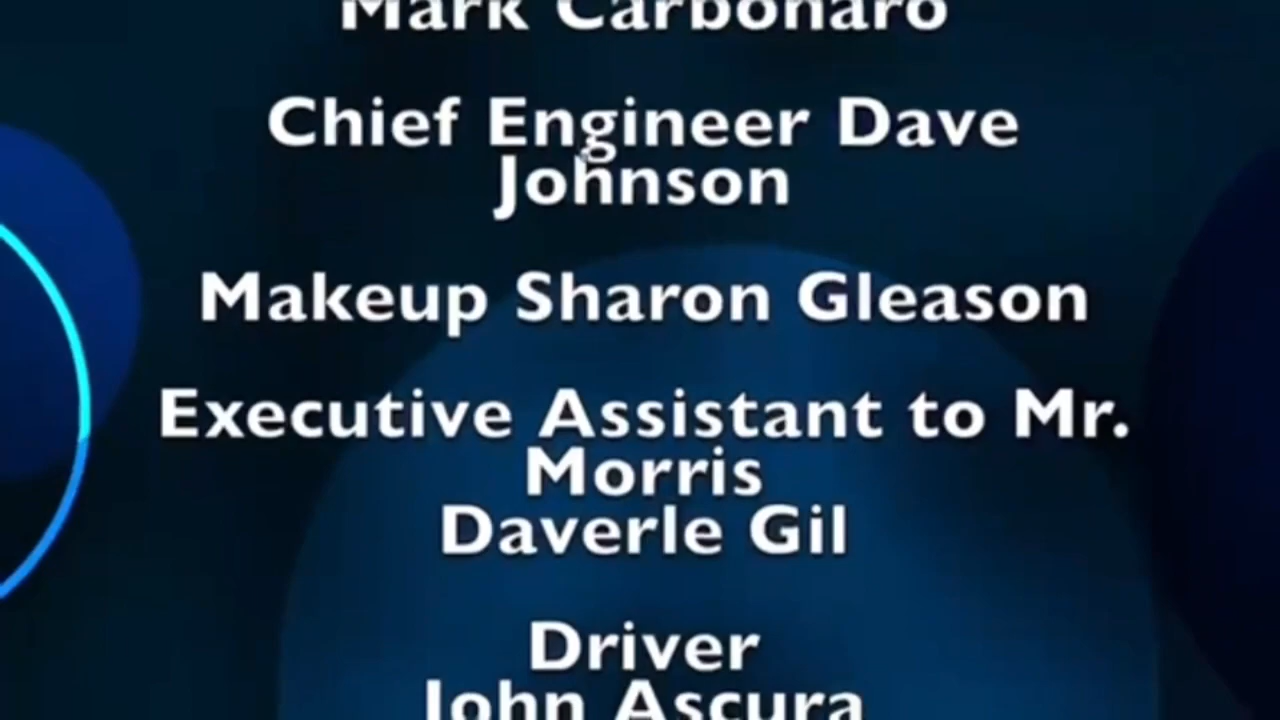 Mark Carbonaro
Chief Engineer Dave
Johnson
Makeup Sharon Gleason
Executive Assistant to Mr.
Morris
Daverle Gil
Driver
John Ascura